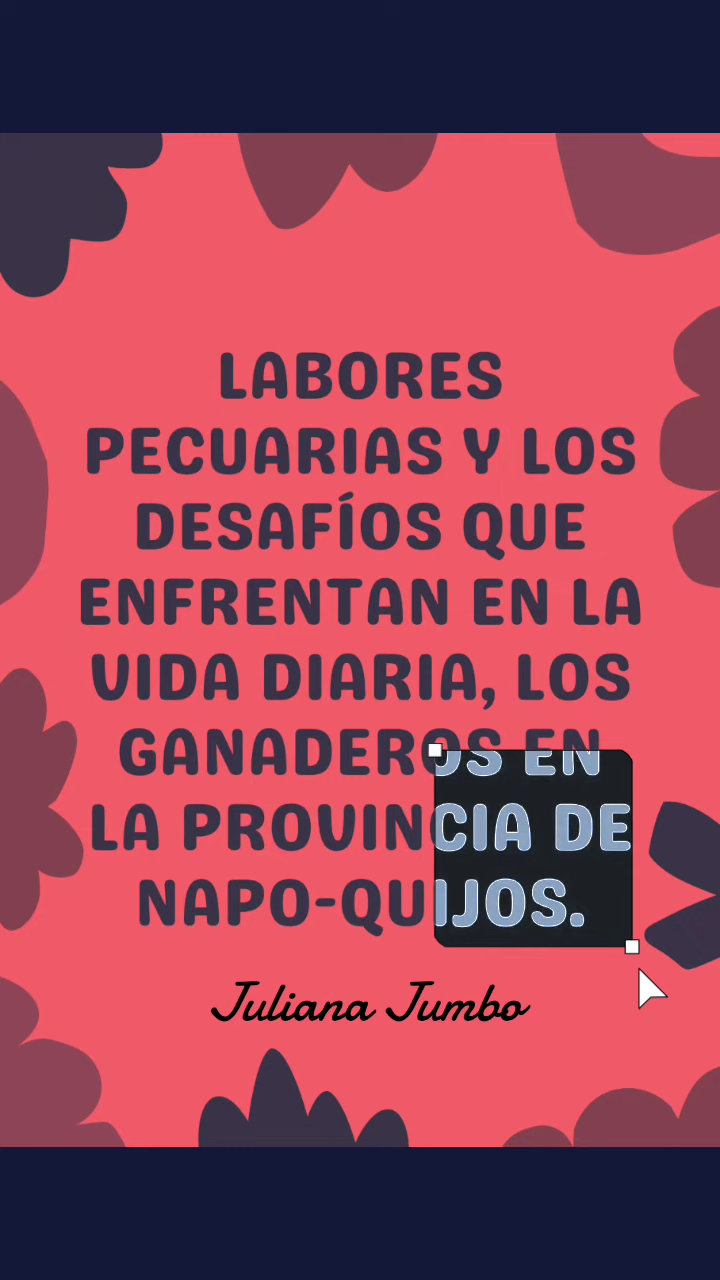 LABORES
PECUARIAS Y LOS
DESAFÍOS QUE
ENFRENTAN EN LA
VIDA DIARIA, LOS
GANADEROS EN
LA PROVINCIA DE
NAPO-QUIJOS.
Juliana Jumbo